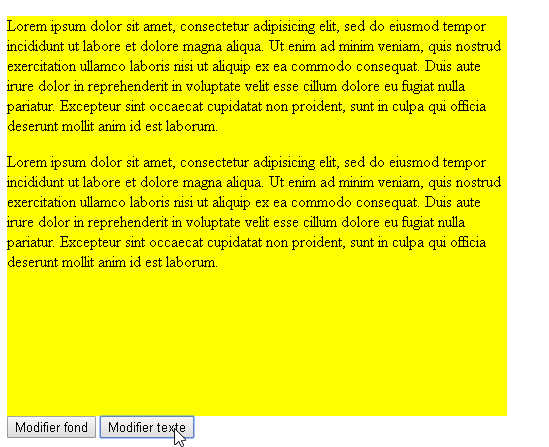 Lorem ipsum dolor sit amet, consectetur adipisicing elit, sed do eiusmod tempor
incididunt ut labore et dolore magna aliqua. Ut enim ad minim veniam, quis nostrud
exercitation ullamco laboris nisi ut aliquip ex ea commodo consequat. Duis aute
irure dolor in reprehenderit in voluptate velit esse cillum dolore eu fugiat nulla
pariatur. Excepteur sint occaecat cupidatat non proident, sunt in culpa qui officia
deserunt mollit anim id est laborum.
Lorem ipsum dolor sit amet, consectetur adipisicing elit, sed do eiusmod tempor
incididunt ut labore et dolore magna aliqua. Ut enim ad minim veniam, quis nostrud
exercitation ullamco laboris nisi ut aliquip ex ea commodo consequat. Duis aute
irure dolor in reprehenderit in voluptate velit esse cillum dolore eu fugiat nulla
pariatur. Excepteur sint occaecat cupidatat non proident, sunt in culpa qui officia
deserunt mollit anim id est laborum.
Modifier fond Modifier texte